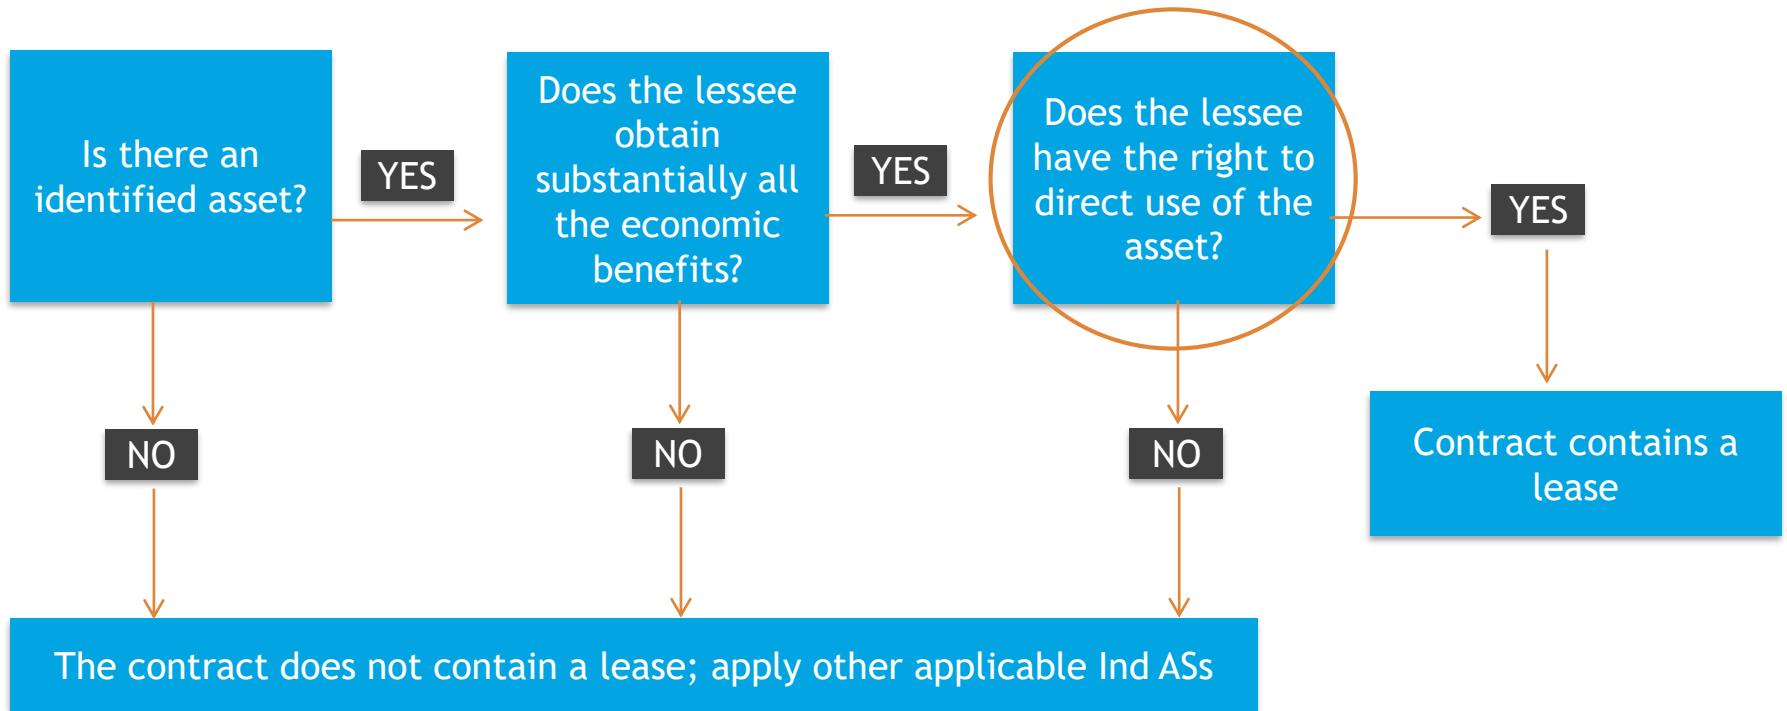 Is there an
identified asset?
YES
Does the lessee
obtain
substantially all
the economic
benefits?
YES
Does the lessee
have the right to
direct use of the
asset?
YES
NO
NO
NO
Contract contains a
lease
The contract does not contain a lease; apply other applicable Ind ASs